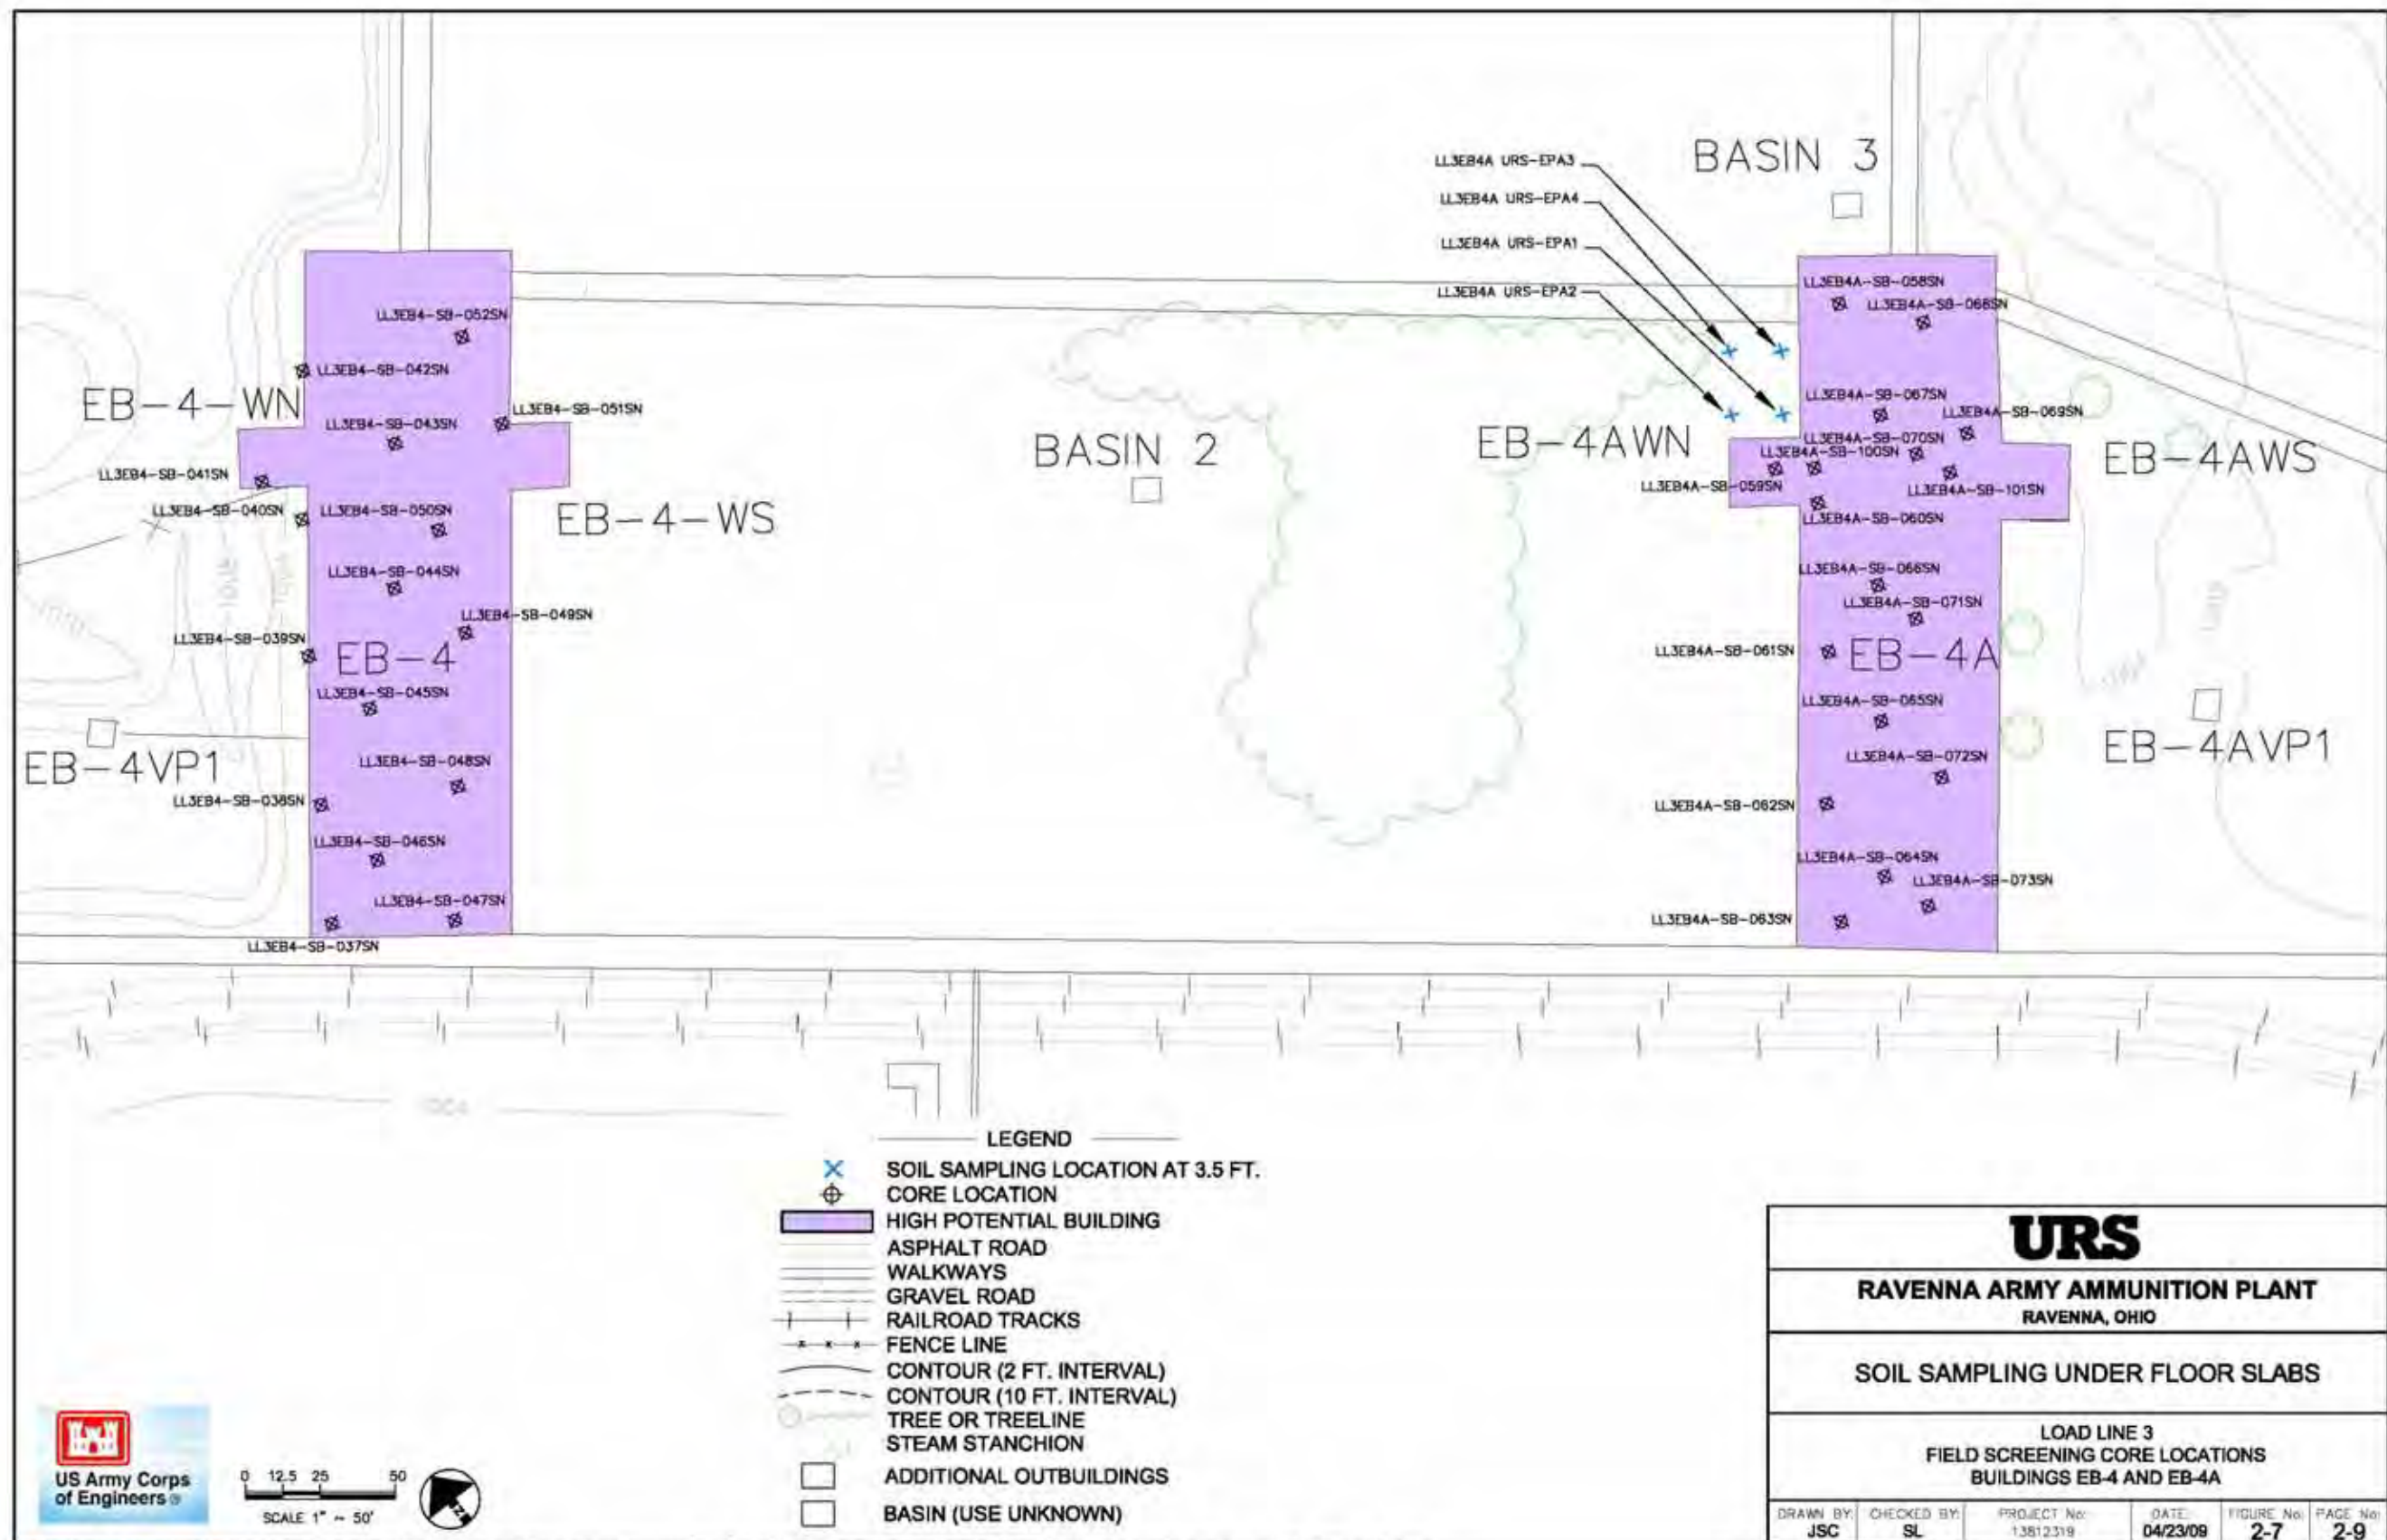 BASIN 3
LL3EB4A URS-EPA3
LL3EB4A URS-EPA4
LL3EB4A URS-EPA1
LL3EB4A URS-EPA2
LL3EB4-SB-052SN
LL3EB4-SB-042SN
EB-4-WN
LL3EB4-SB-051SN
LL3EB4-SB-043SN
LL3EB4-SB-041SN
LL3EB4-SB-040SN
LL3EB4-SB-050SN
EB-4-WS
LL3EB4-SB-044SN
LL3EB4-SB-049SN
LL3EB4-SB-039SN
EB-4
LL3EB4-SB-045SN
EB-4VP1
LL3EB4-SB-048SN
LL3EB4-SB-038SN
LL3EB4-SB-046SN
LL3EB4-SB-047SN
LL3EB4-SB-037SN
BASIN 2
LL3EB4A-SB-058SN
LL3EB4A-SB-068SN
LL3EB4A-SB-067SN
LL3EB4A-SB-069SN
EB-4AWN
LL3EB4A-SB-070SN
LL3EB4A-SB-100SN
EB-4AWS
LL3EB4A-SB-059SN
LL3EB4A-SB-101SN
LL3EB4A-SB-060SN
LL3EB4A-SB-066SN
LL3EB4A-SB-071SN
LL3EB4A-SB-061SN
EB-4A
LL3EB4A-SB-065SN
EB-4AVP1
LL3EB4A-SB-072SN
LL3EB4A-SB-062SN
LL3EB4A-SB-064SN
LL3EB4A-SB-073SN
LL3EB4A-SB-063SN
1004
LEGEND
SOIL SAMPLING LOCATION AT 3.5 FT.
CORE LOCATION
HIGH POTENTIAL BUILDING
ASPHALT ROAD
WALKWAYS
GRAVEL ROAD
RAILROAD TRACKS
FENCE LINE
CONTOUR (2 FT. INTERVAL)
CONTOUR (10 FT. INTERVAL)
TREE OR TREELINE
STEAM STANCHION
ADDITIONAL OUTBUILDINGS
BASIN (USE UNKNOWN)
US Army Corps
of Engineers ®
0 12.5 25 50
SCALE 1" ~ 50'
N
URS
RAVENNA ARMY AMMUNITION PLANT
RAVENNA, OHIO
SOIL SAMPLING UNDER FLOOR SLABS
LOAD LINE 3
FIELD SCREENING CORE LOCATIONS
BUILDINGS EB-4 AND EB-4A
DRAWN BY: CHECKED BY: PROJECT No: DATE: FIGURE No: PAGE No:
JSC SL 13812319 04/23/09 2-7 2-9